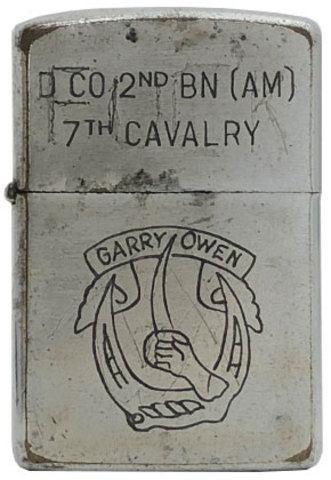 D CO 2ND BN (AM)
7TH CAVALRY
GARRY OWEN